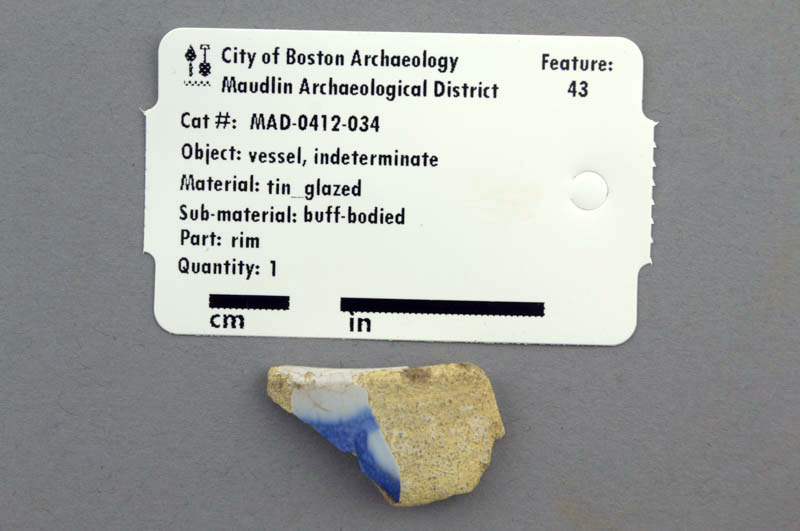 City of Boston Archaeology
Maudlin Archaeological District
Feature:
43
Cat #: MAD-0412-034
Object: vessel, indeterminate
Material: tin_glazed
Sub-material: buff-bodied
Part: rim
Quantity: 1
cm in